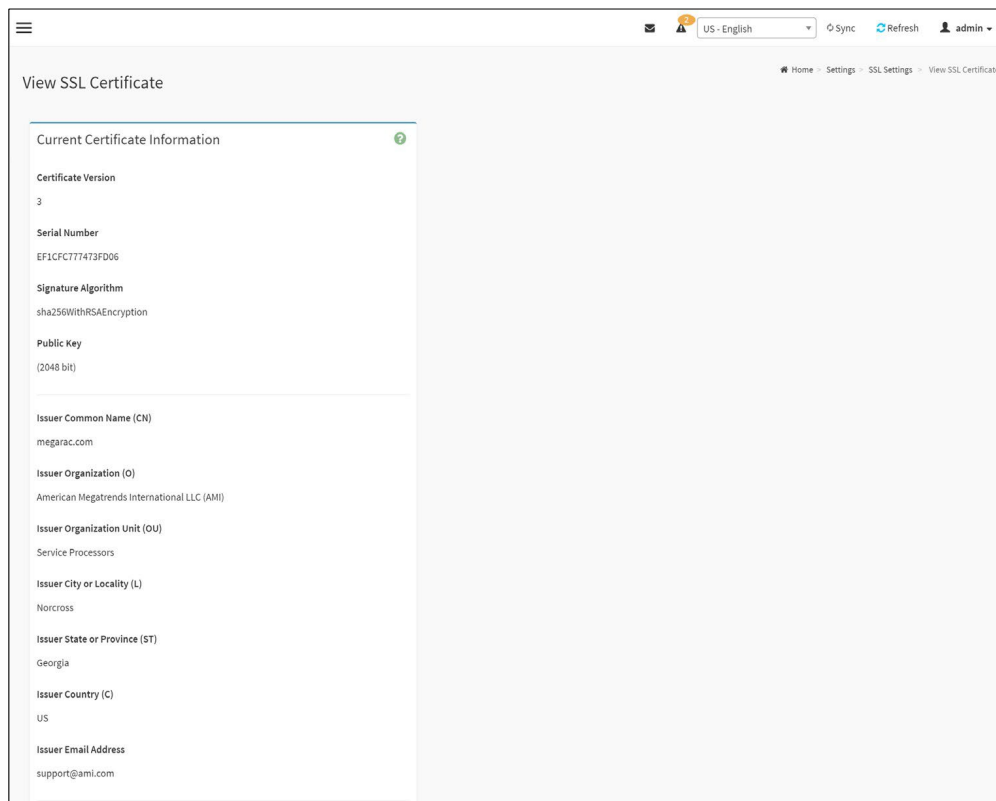 2
US - English
Sync
Refresh
admin
View SSL Certificate
Home > Settings > SSL Settings > View SSL Certificate
Current Certificate Information
?
Certificate Version
3
Serial Number
EF1CFC777473FD06
Signature Algorithm
sha256WithRSAEncryption
Public Key
(2048 bit)
Issuer Common Name (CN)
megarac.com
Issuer Organization (O)
American Megatrends International LLC (AMI)
Issuer Organization Unit (OU)
Service Processors
Issuer City or Locality (L)
Norcross
Issuer State or Province (ST)
Georgia
Issuer Country (C)
US
Issuer Email Address
support@ami.com